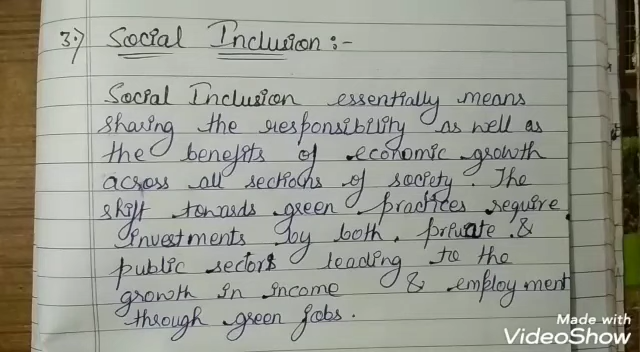 3.) Social Inclusion :-
Social Inclusion essentially means
sharing the responsibility as well as
the benefits of economic growth
across all sections of society. The
shift towards green practices require
investments by both, private &
public sectors leading to the
growth in income & employment
through green jobs.
Made with
VideoShow